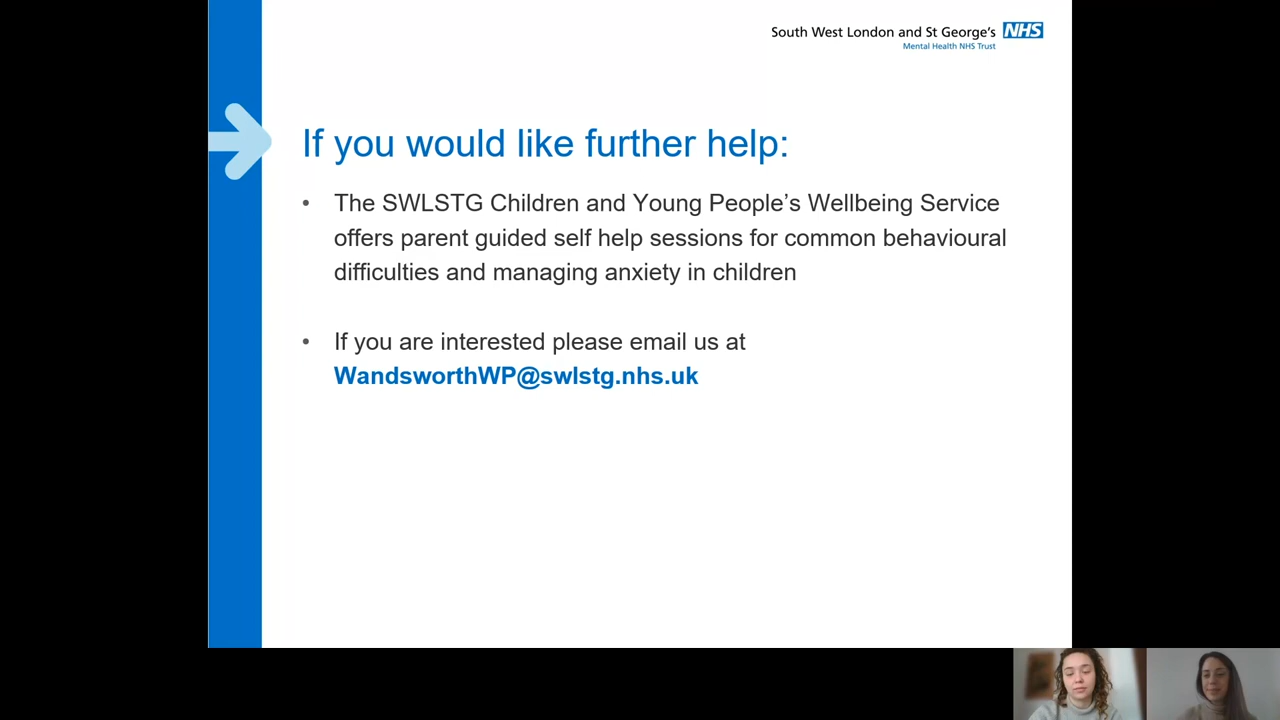 South West London and St George's NHS
Mental Health NHS Trust
If you would like further help:
• The SWLSTG Children and Young People’s Wellbeing Service
offers parent guided self help sessions for common behavioural
difficulties and managing anxiety in children
• If you are interested please email us at
WandsworthWP@swlstg.nhs.uk